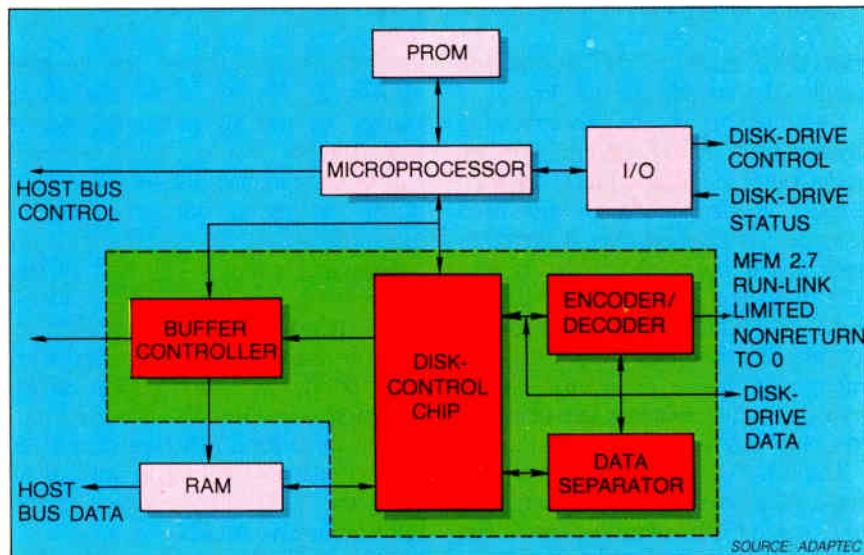 PROM
MICROPROCESSOR
I/O
DISK-DRIVE
CONTROL
DISK-DRIVE
STATUS
HOST BUS
CONTROL
BUFFER
CONTROLLER
DISK-
CONTROL
CHIP
ENCODER/
DECODER
MFM 2.7
RUN-LINK
LIMITED
NONRETURN
TO 0
DISK-
DRIVE
DATA
DATA
SEPARATOR
RAM
HOST
BUS DATA
SOURCE: ADAPTEC